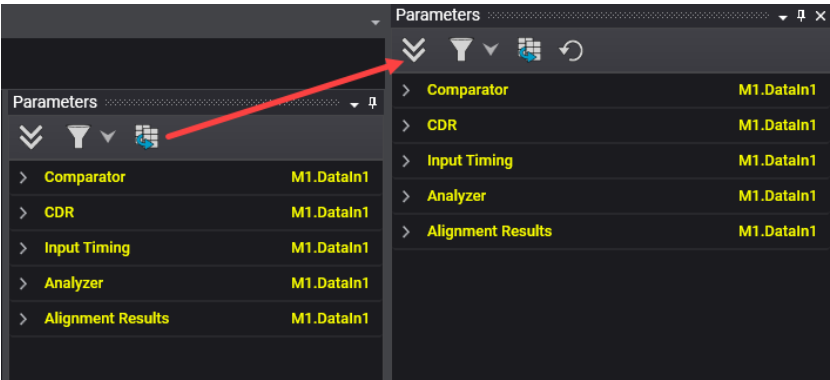 Parameters
Comparator M1.DataIn1
CDR M1.DataIn1
Input Timing M1.DataIn1
Analyzer M1.DataIn1
Alignment Results M1.DataIn1
Parameters
Comparator M1.DataIn1
CDR M1.DataIn1
Input Timing M1.DataIn1
Analyzer M1.DataIn1
Alignment Results M1.DataIn1